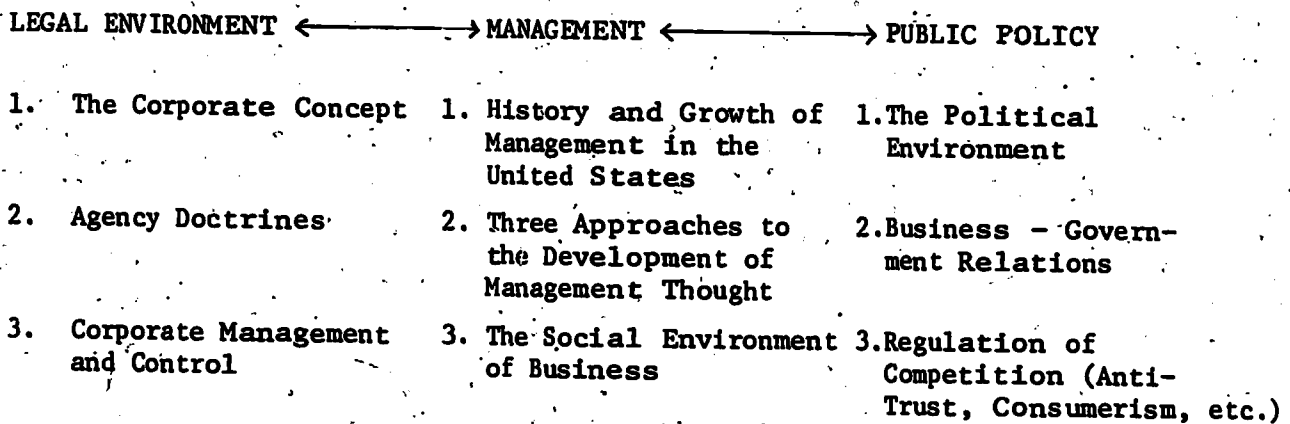 LEGAL ENVIRONMENT ←→ MANAGEMENT ←→ PUBLIC POLICY
1. The Corporate Concept
1. History and Growth of
Management in the
United States
1.The Political
Environment
2. Agency Doctrines
2. Three Approaches to
the Development of
Management Thought
2.Business - Govern-
ment Relations
3. Corporate Management
and Control
3. The Social Environment
of Business
3.Regulation of
Competition (Anti-
Trust, Consumerism, etc.)